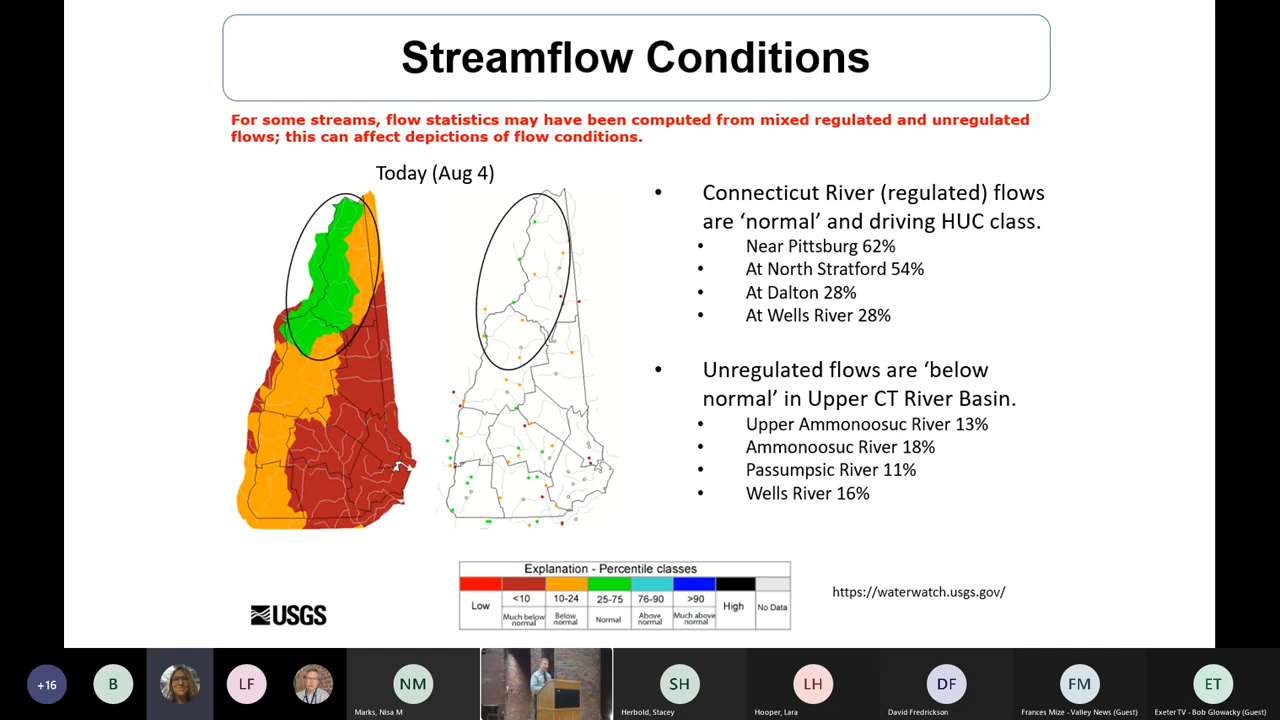 Streamflow Conditions
For some streams, flow statistics may have been computed from mixed regulated and unregulated
flows; this can affect depictions of flow conditions.
Today (Aug 4)
• Connecticut River (regulated) flows
are ‘normal’ and driving HUC class.
• Near Pittsburg 62%
• At North Stratford 54%
• At Dalton 28%
• At Wells River 28%
• Unregulated flows are ‘below
normal’ in Upper CT River Basin.
• Upper Ammonoosuc River 13%
• Ammonoosuc River 18%
• Passumpsic River 11%
• Wells River 16%
Explanation - Percentile classes
Low
<10
10-24
25-75
76-90
>90
High
No Data
Much below
normal
Below
normal
Normal
Above
normal
Much above
normal
https://waterwatch.usgs.gov/
USGS
+16
B
LF
NM
SH
LH
DF
FM
ET
Marks, Nisa M
Herbold, Stacey
Hooper, Lara
David Fredrickson
Frances Mize - Valley News (Guest)
Exeter TV - Bob Glowacky (Guest)